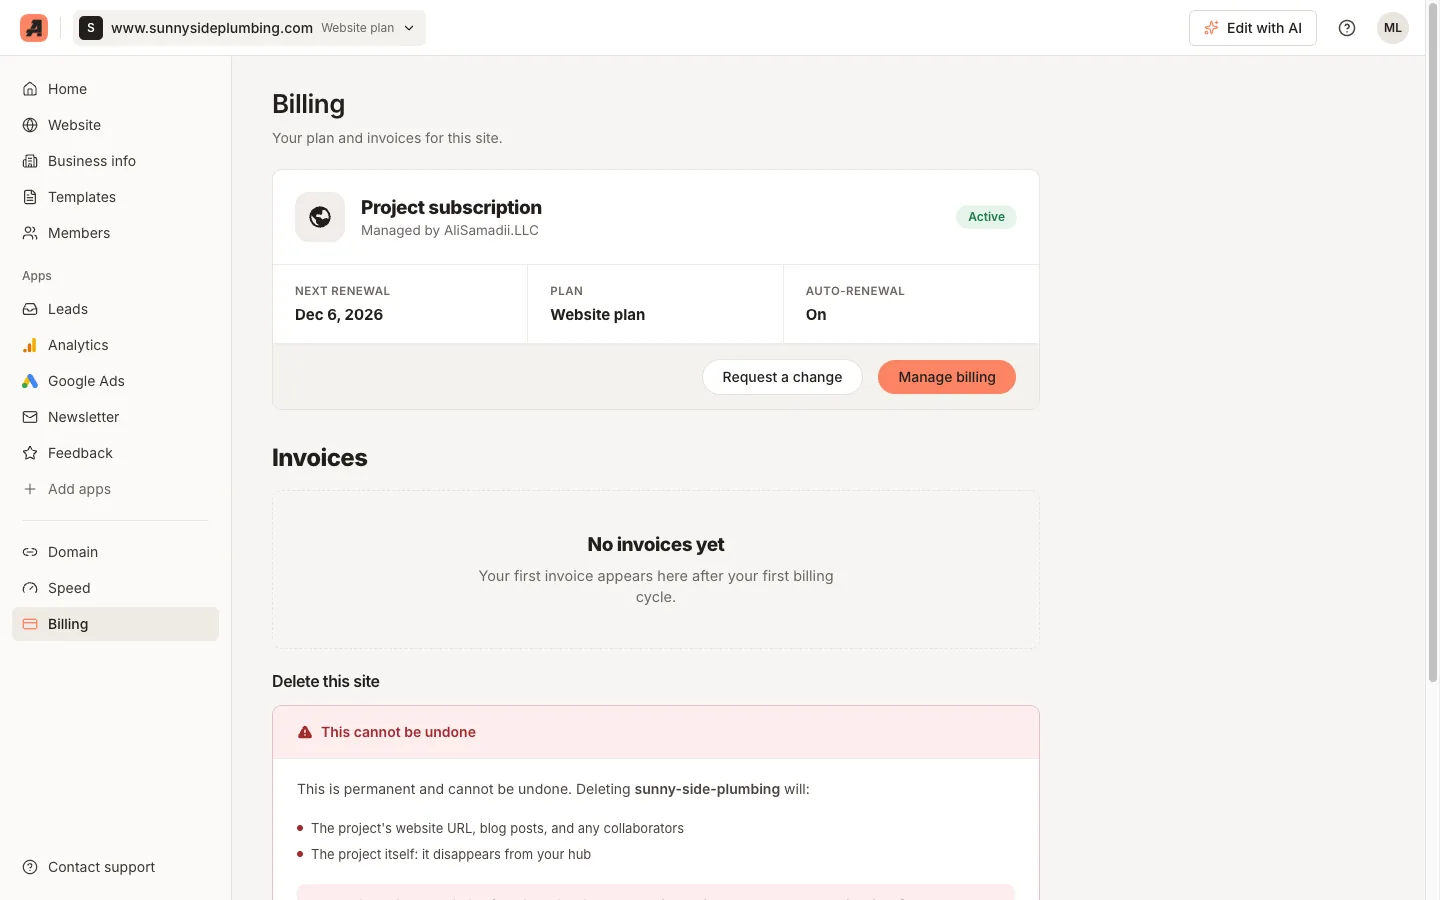 S www.sunnysideplumbing.com Website plan
Edit with AI
ML
Home
Website
Business info
Templates
Members
Apps
Leads
Analytics
Google Ads
Newsletter
Feedback
Add apps
Domain
Speed
Billing
Contact support
Billing
Your plan and invoices for this site.
Project subscription
Managed by AliSamadii.LLC
Active
NEXT RENEWAL
Dec 6, 2026
PLAN
Website plan
AUTO-RENEWAL
On
Request a change
Manage billing
Invoices
No invoices yet
Your first invoice appears here after your first billing
cycle.
Delete this site
This cannot be undone
This is permanent and cannot be undone. Deleting sunny-side-plumbing will:
The project's website URL, blog posts, and any collaborators
The project itself: it disappears from your hub